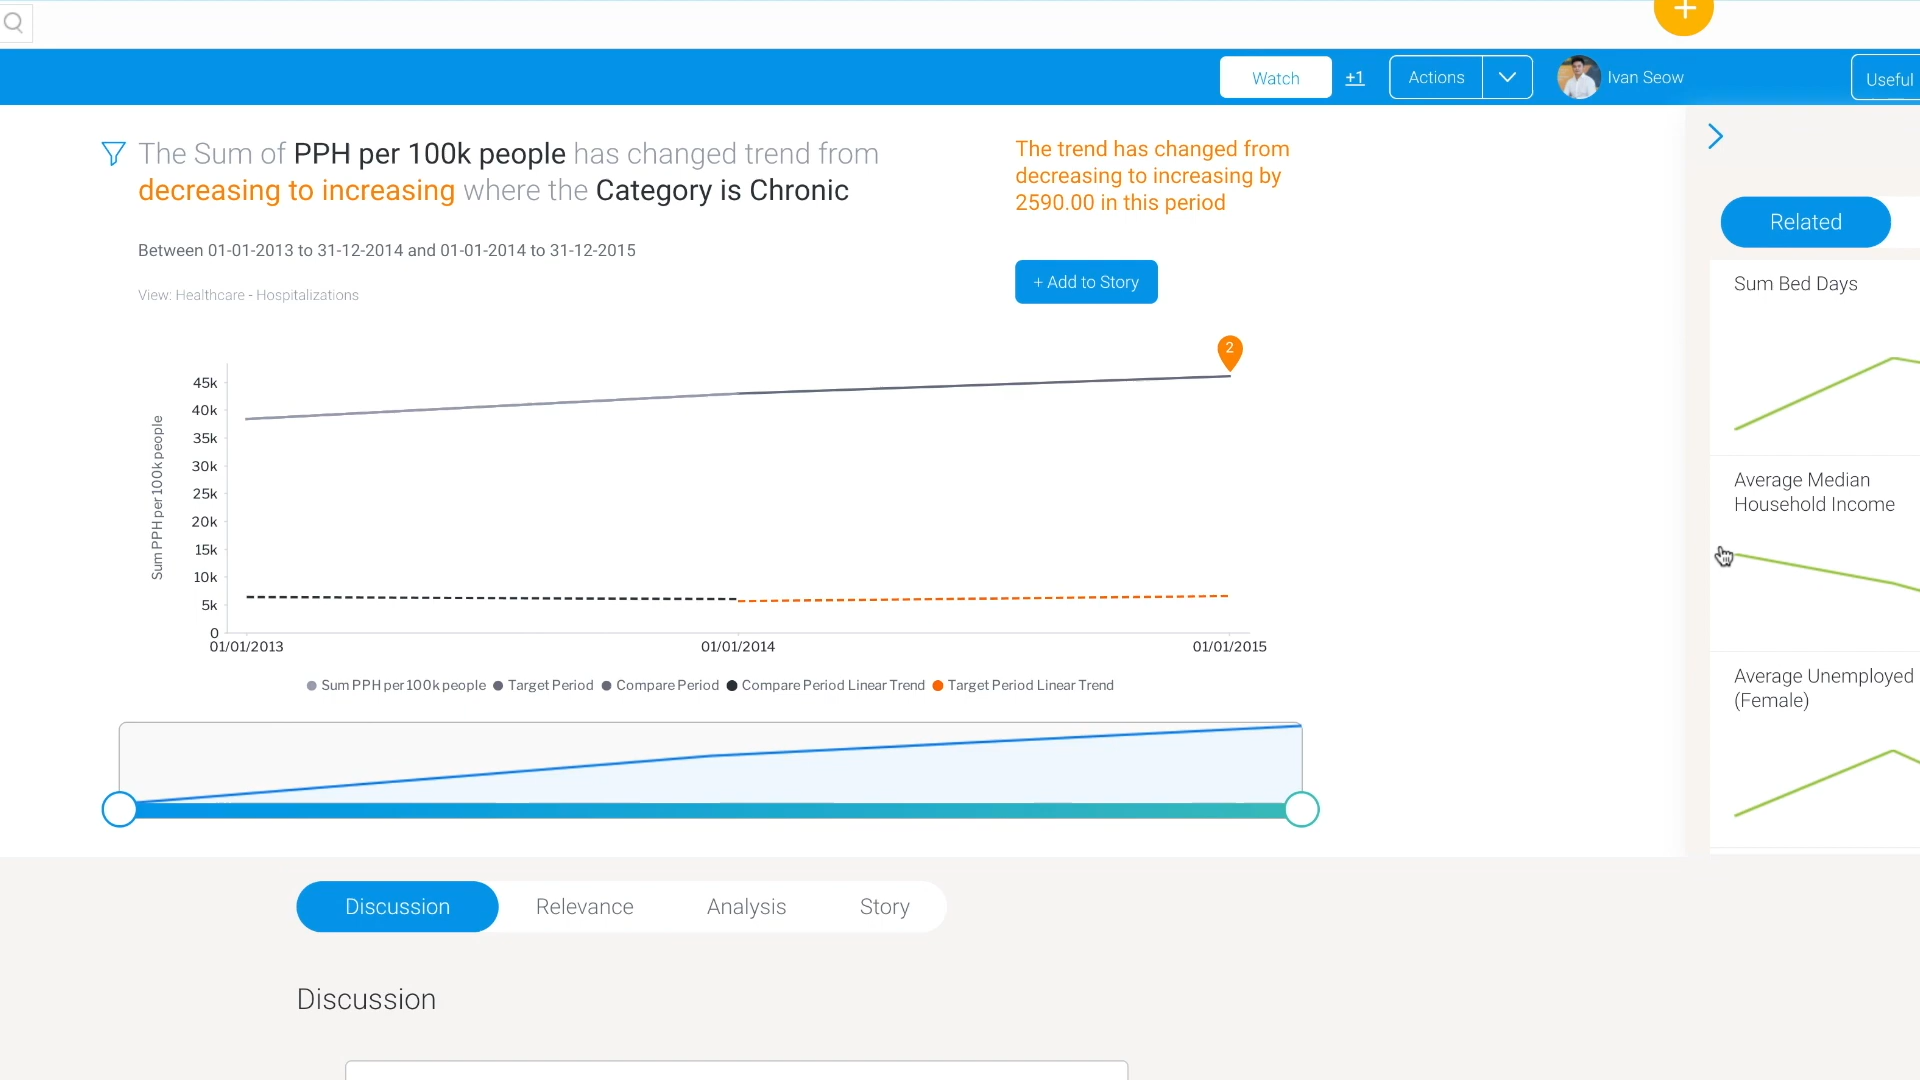 +
Watch
+1
Actions
Ivan Seow
Useful
The Sum of PPH per 100k people has changed trend from
decreasing to increasing where the Category is Chronic
The trend has changed from
decreasing to increasing by
2590.00 in this period
Between 01-01-2013 to 31-12-2014 and 01-01-2014 to 31-12-2015
View: Healthcare - Hospitalizations
+ Add to Story
2
45k
40k
35k
30k
25k
20k
15k
10k
5k
0
Sum PPH per 100k people
01/01/2013
01/01/2014
01/01/2015
Sum PPH per 100k people
Target Period
Compare Period
Compare Period Linear Trend
Target Period Linear Trend
Related
Sum Bed Days
Average Median
Household Income
Average Unemployed
(Female)
Discussion
Relevance
Analysis
Story
Discussion